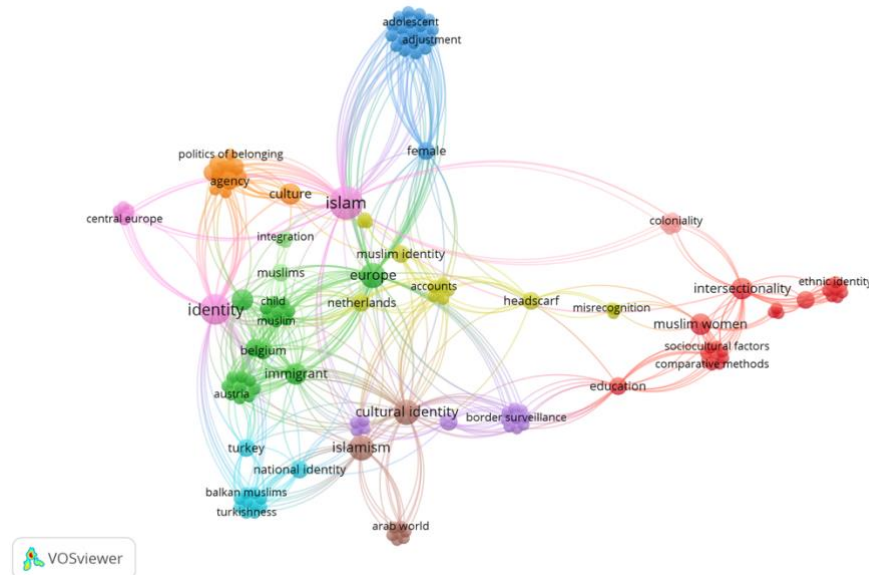 adolescent
adjustment
female
politics of belonging
agency
culture
islam
central europe
coloniality
integration
muslim identity
muslims
europe
accounts
intersectionality
ethnic identity
child
netherlands
headscarf
misrecognition
identity
muslim
muslim women
belgium
sociocultural factors
comparative methods
immigrant
austria
education
cultural identity
border surveillance
turkey
islamism
national identity
balkan muslims
turkishness
arab world
VOSviewer